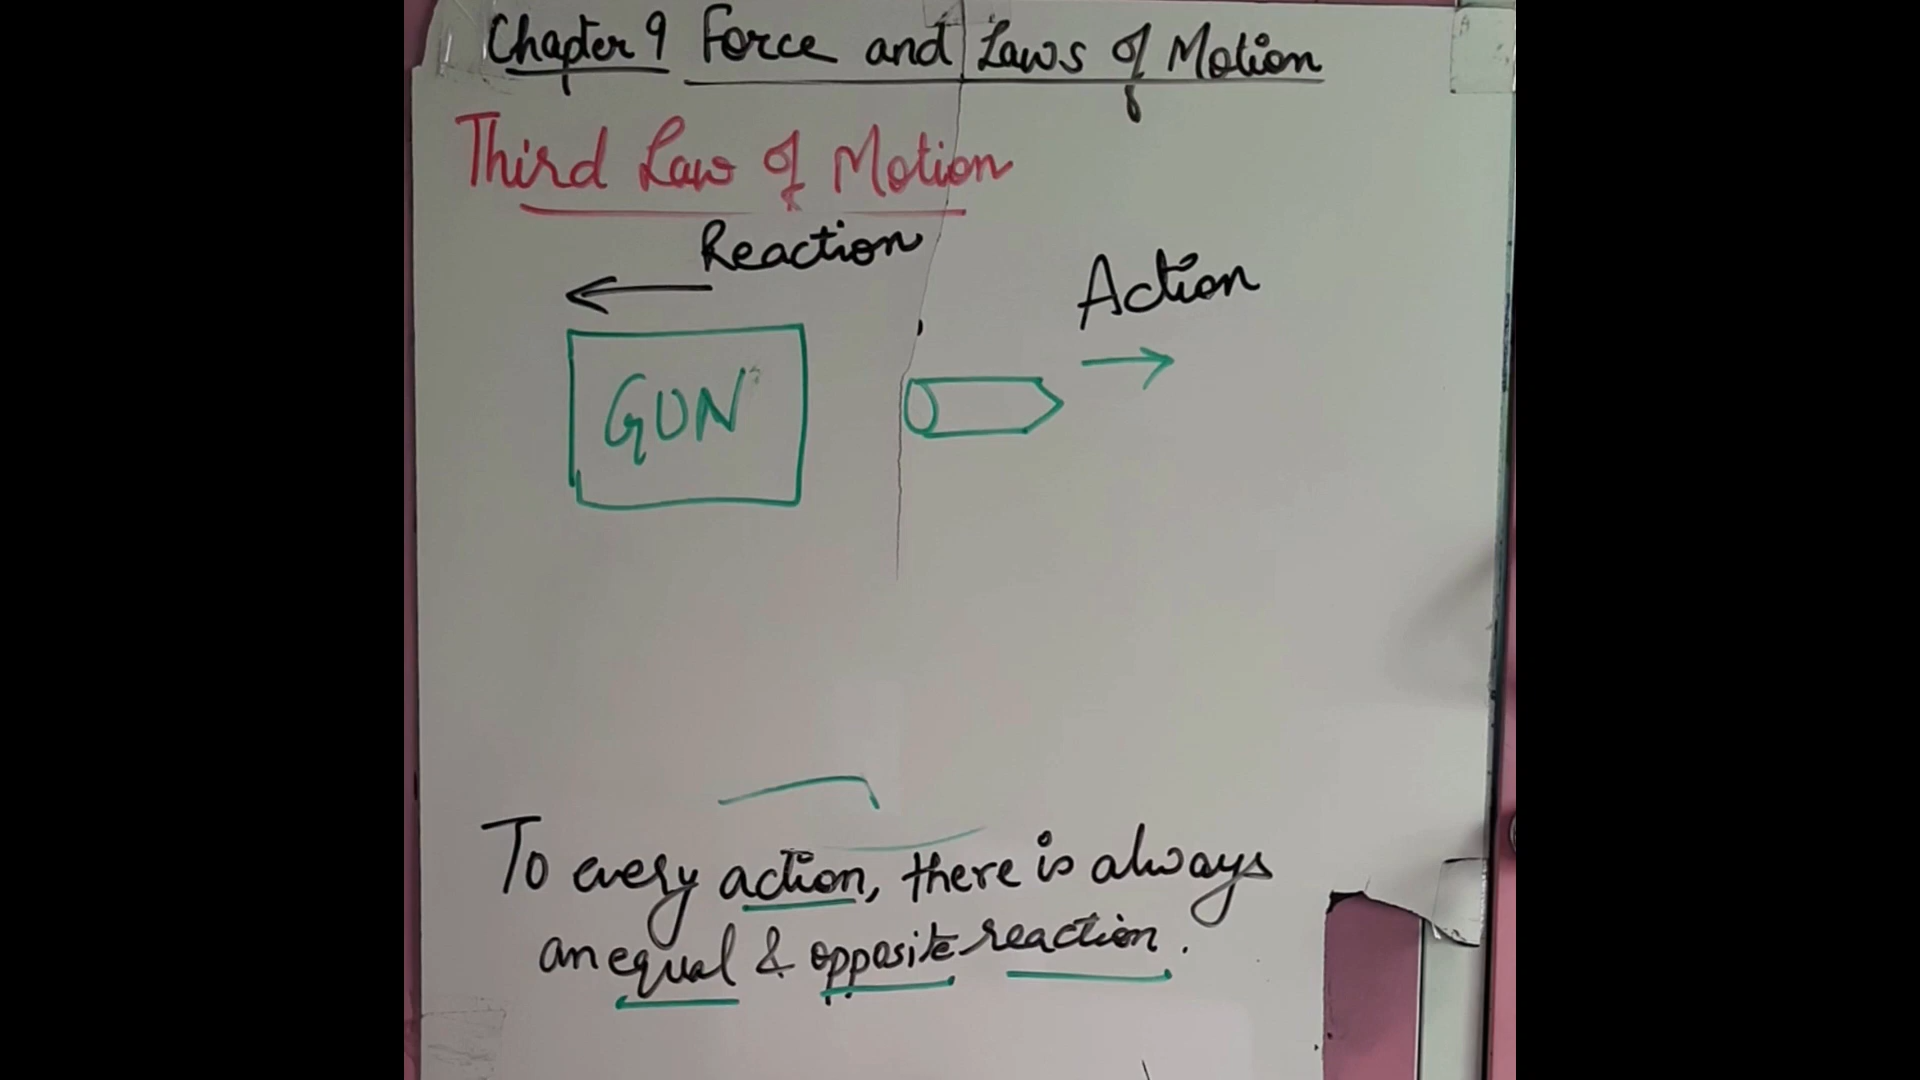 Chapter 9 Force and Laws of Motion
Third Law of Motion
Reaction
Action
GUN
To every action, there is always
an equal & opposite reaction.